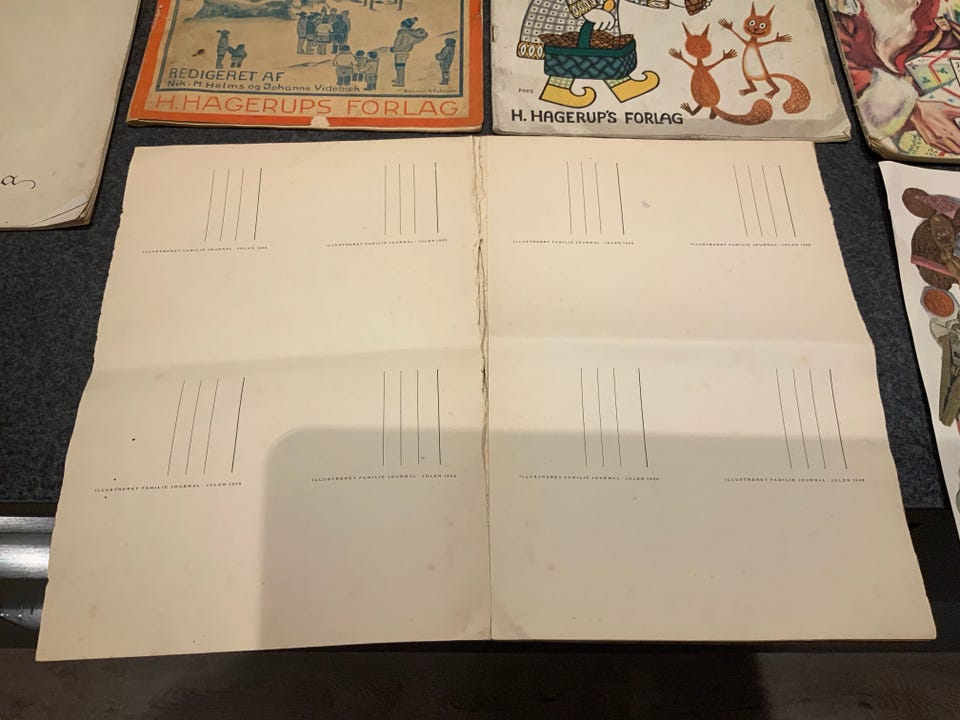 REDIGERET AF
Nik-M. Helms og Johanne Videbæk
H. HAGERUPS FORLAG
PAPE
H. HAGERUP'S FORLAG
ILLUSTRERET FAMILIE JOURNAL · JULEN
ILLUSTRERET FAMILIE JOURNAL · JULEN
ILLUSTRERET FAMILIE JOURNAL · JULEN
ILLUSTRERET FAMILIE JOURNAL · JULEN
ILLUSTRERET FAMILIE JOURNAL · JULEN
ILLUSTRERET FAMILIE JOURNAL · JULEN
ILLUSTRERET FAMILIE JOURNAL · JULEN
ILLUSTRERET FAMILIE JOURNAL · JULEN